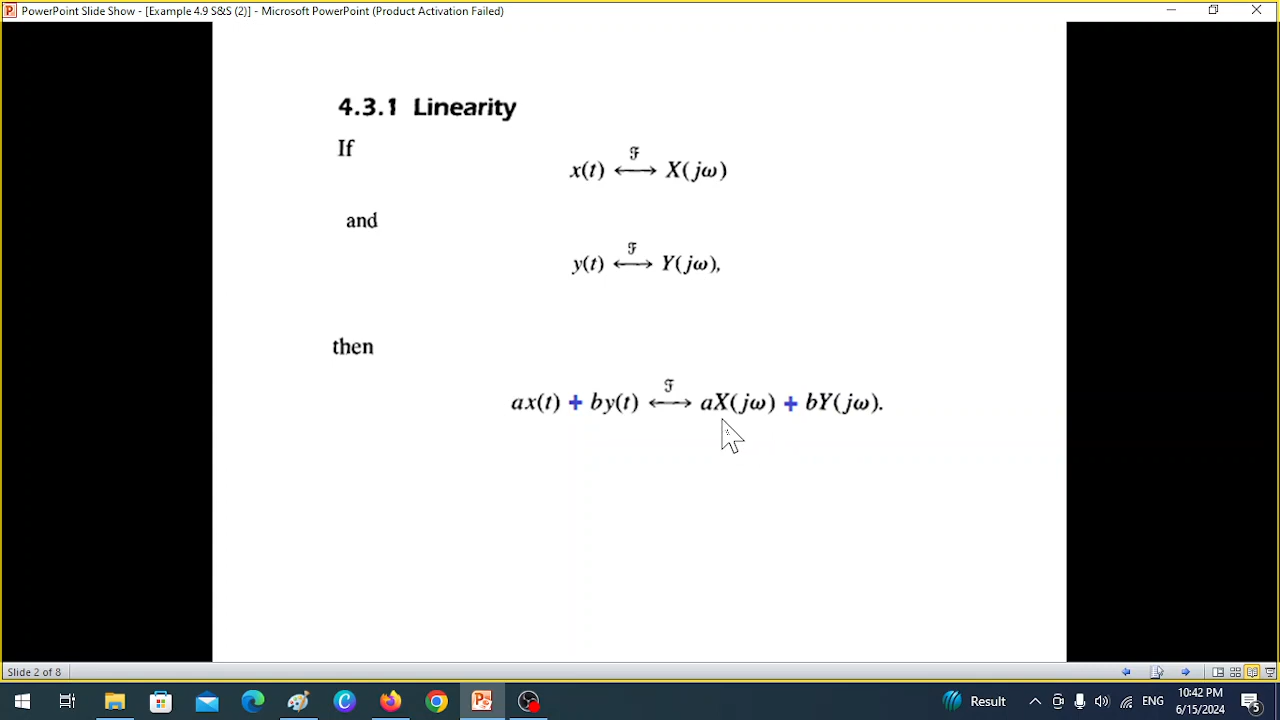 PowerPoint Slide Show - [Example 4.9 S&S (2)] - Microsoft PowerPoint (Product Activation Failed)
4.3.1 Linearity
If
x(t) ⟷ℱ X(jω)
and
y(t) ⟷ℱ Y(jω),
then
ax(t) + by(t) ⟷ℱ aX(jω) + bY(jω).
Slide 2 of 8
Result
ENG
10:42 PM
6/15/2024
5